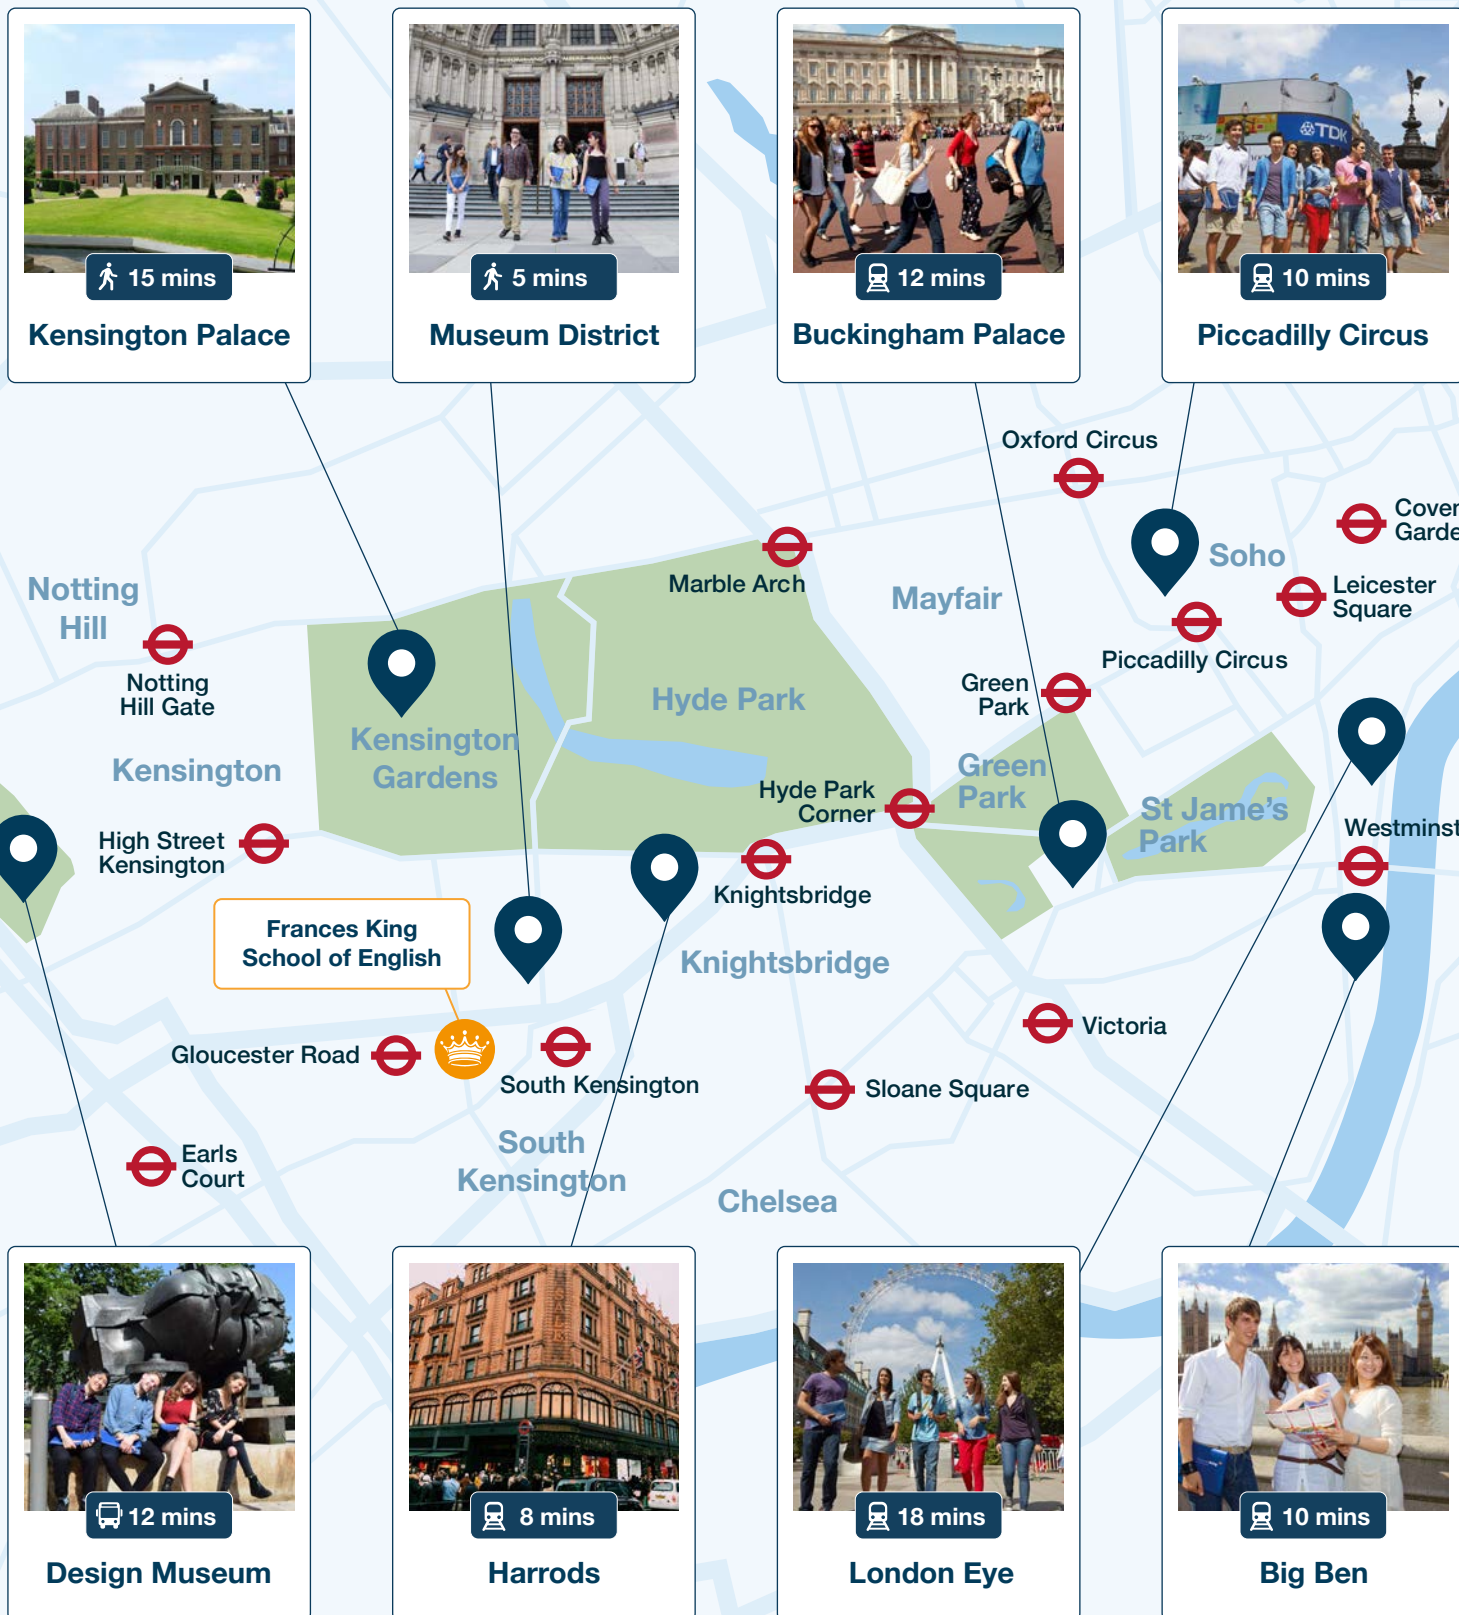 TDK
15 mins
Kensington Palace
5 mins
Museum District
12 mins
Buckingham Palace
10 mins
Piccadilly Circus
Oxford Circus
Cover
Garde
Soho
Leicester
Square
Marble Arch
Mayfair
Notting
Hill
Notting
Hill Gate
Piccadilly Circus
Green
Park
Hyde Park
Kensington
Gardens
Kensington
Green
Park
Hyde Park
Corner
St Jame's
Park
Westminst
High Street
Kensington
Knightsbridge
Frances King
School of English
Knightsbridge
Victoria
Gloucester Road
South Kensington
Sloane Square
Earls
Court
South
Kensington
Chelsea
12 mins
Design Museum
8 mins
Harrods
18 mins
London Eye
10 mins
Big Ben